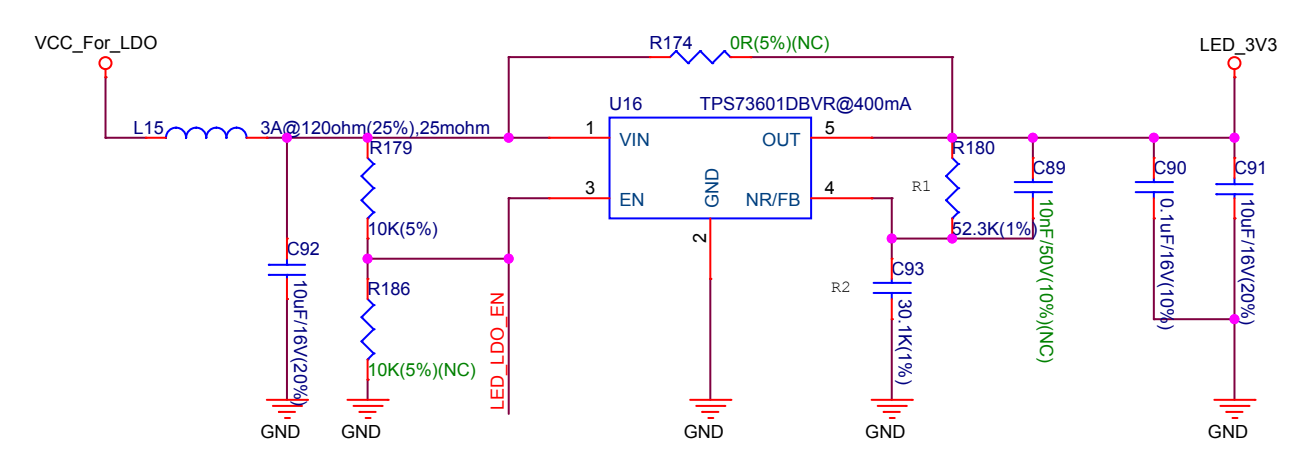 R174
0R(5%)(NC)
VCC_For_LDO
LED_3V3
U16
TPS73601DBVR@400mA
L15
3A@120ohm(25%),25mohm
1
VIN
OUT
5
R179
R180
C89
C90
C91
3
EN
GND
NR/FB
4
R1
10K(5%)
52.3K(1%)
2
10nF/50V(10%)(NC)
0.1uF/16V(10%)
10uF/16V(20%)
C92
C93
R186
R2
10uF/16V(20%)
30.1K(1%)
LED_LDO_EN
10K(5%)(NC)
GND
GND
GND
GND
GND